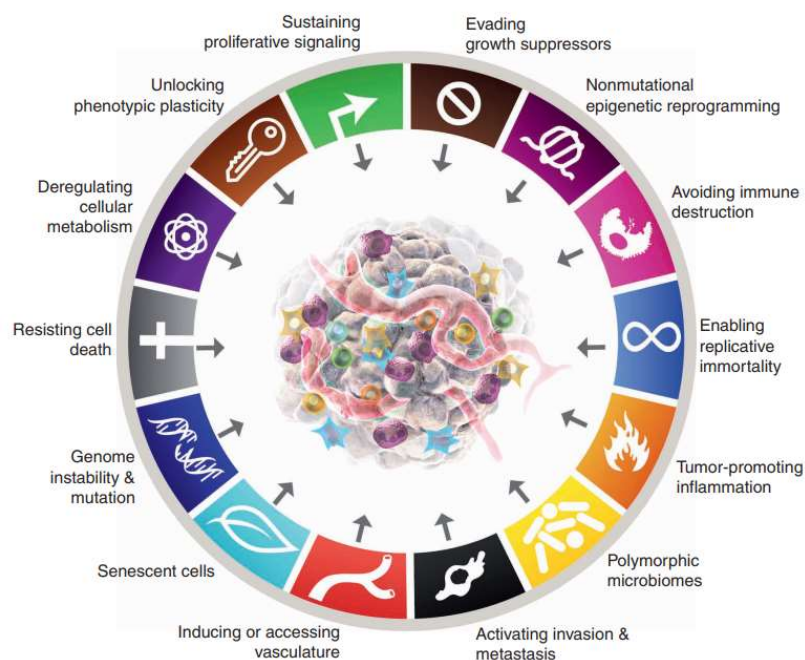 Sustaining
proliferative signaling
Evading
growth suppressors
Nonmutational
epigenetic reprogramming
Avoiding immune
destruction
Enabling
replicative
immortality
Tumor-promoting
inflammation
Polymorphic
microbiomes
Activating invasion &
metastasis
Inducing or accessing
vasculature
Senescent cells
Genome
instability &
mutation
Resisting cell
death
Deregulating
cellular
metabolism
Unlocking
phenotypic plasticity